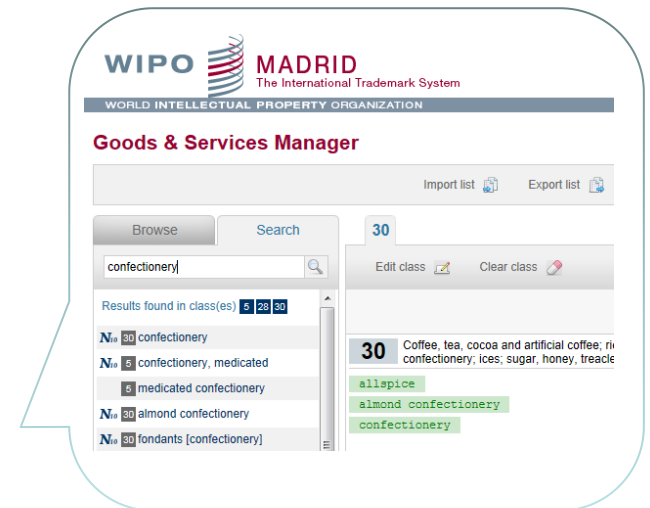 WIPO
MADRID
The International Trademark System
WORLD INTELLECTUAL PROPERTY ORGANIZATION
Goods & Services Manager
Import list Export list
Browse Search 30
confectionery
Edit class Clear class
Results found in class(es) 5 28 30
N10 30 confectionery
N10 5 confectionery, medicated
5 medicated confectionery
N10 30 almond confectionery
N10 30 fondants [confectionery]
30 Coffee, tea, cocoa and artificial coffee;
confectionery; ices; sugar, honey, treacle
allspice
almond confectionery
confectionery